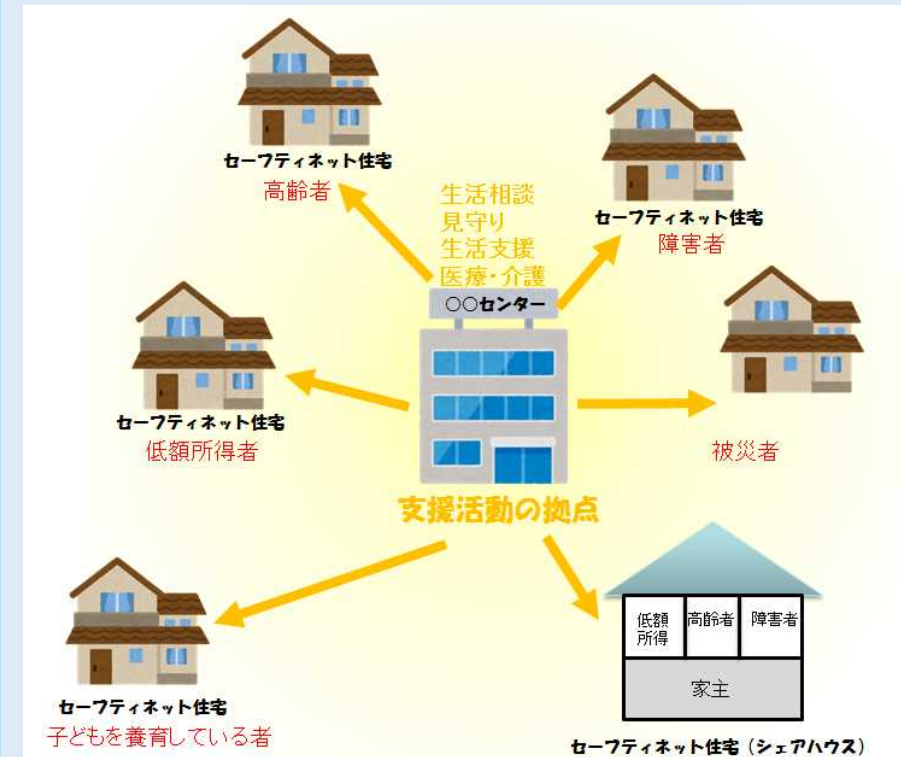 セーフティネット住宅
高齢者
生活相談
見守り
生活支援
医療・介護
セーフティネット住宅
障害者
○○センター
セーフティネット住宅
低額所得者
被災者
支援活動の拠点
セーフティネット住宅
子どもを養育している者
低額
所得
高齢者
障害者
家主
セーフティネット住宅（シェアハウス）